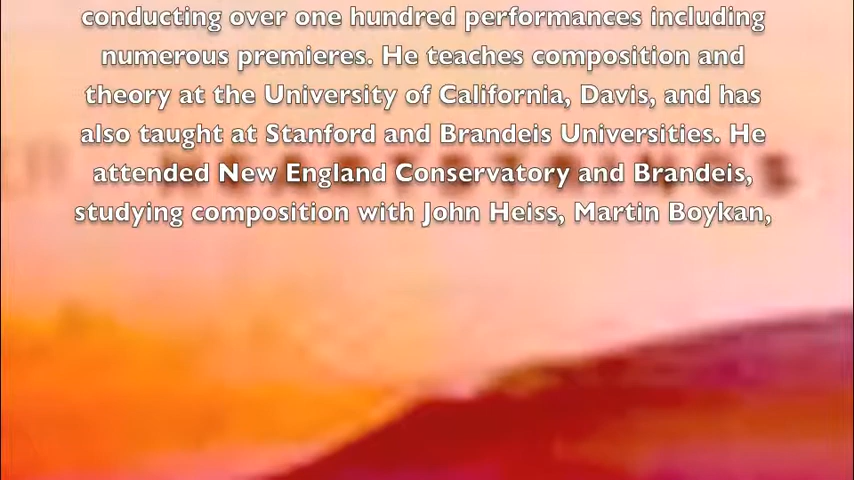 conducting over one hundred performances including
numerous premieres. He teaches composition and
theory at the University of California, Davis, and has
also taught at Stanford and Brandeis Universities. He
attended New England Conservatory and Brandeis,
studying composition with John Heiss, Martin Boykan,